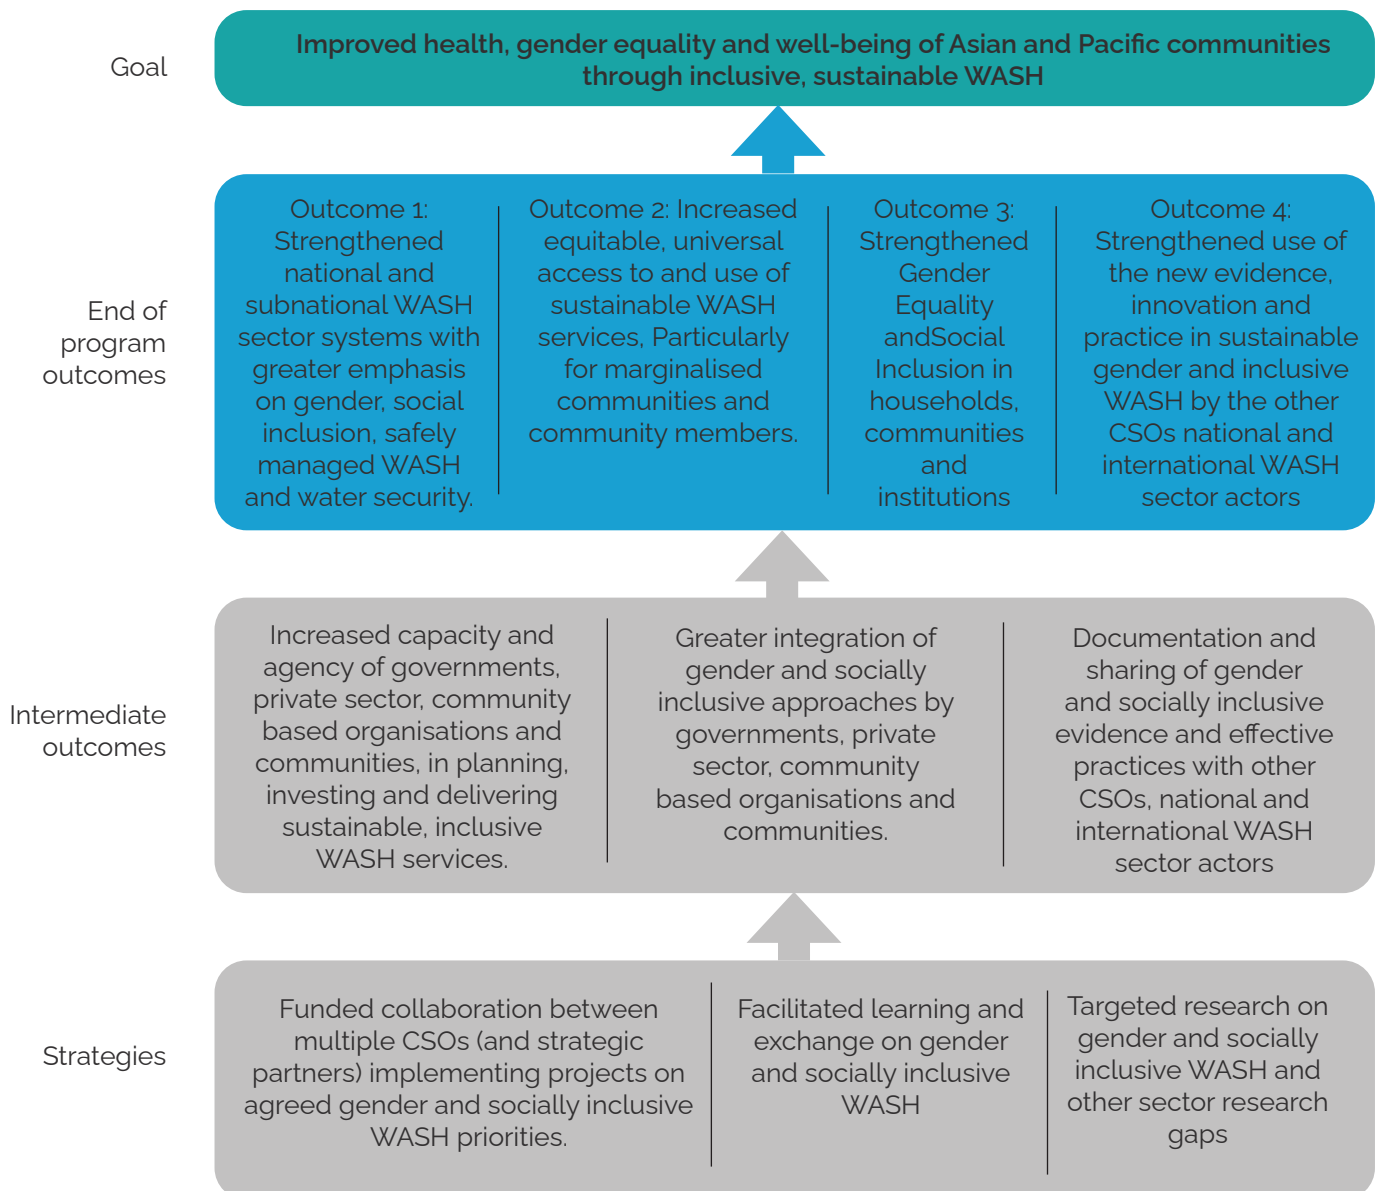 Goal
Improved health, gender equality and well-being of Asian and Pacific communities
through inclusive, sustainable WASH
End of
program
outcomes
Outcome 1:
Strengthened
national and
subnational WASH
sector systems with
greater emphasis
on gender, social
inclusion, safely
managed WASH
and water security.
Outcome 2: Increased
equitable, universal
access to and use of
sustainable WASH
services, Particularly
for marginalised
communities and
community members.
Outcome 3:
Strengthened
Gender
Equality
andSocial
Inclusion in
households,
communities
and
institutions
Outcome 4:
Strengthened use of
the new evidence,
innovation and
practice in sustainable
gender and inclusive
WASH by the other
CSOs national and
international WASH
sector actors
Intermediate
outcomes
Increased capacity and
agency of governments,
private sector, community
based organisations and
communities, in planning,
investing and delivering
sustainable, inclusive
WASH services.
Greater integration of
gender and socially
inclusive approaches by
governments, private
sector, community
based organisations and
communities.
Documentation and
sharing of gender
and socially inclusive
evidence and effective
practices with other
CSOs, national and
international WASH
sector actors
Strategies
Funded collaboration between
multiple CSOs (and strategic
partners) implementing projects on
agreed gender and socially inclusive
WASH priorities.
Facilitated learning and
exchange on gender
and socially inclusive
WASH
Targeted research on
gender and socially
inclusive WASH and
other sector research
gaps